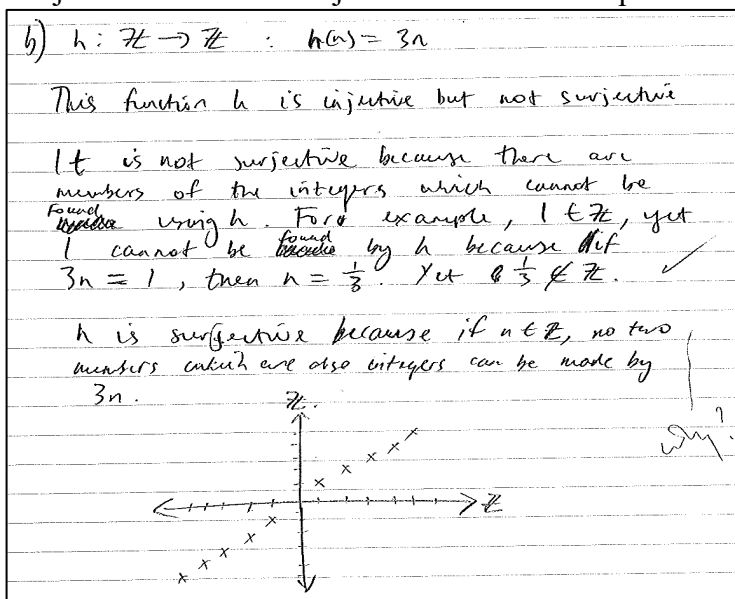 b) h: ℤ → ℤ : h(n) = 3n
This function h is injective but not surjective
It is not surjective because there are
members of the integers which cannot be
found using h. For example, 1 ∈ ℤ, yet
1 cannot be found by h because if
3n = 1, then n = 1/3. Yet 1/3 ∉ ℤ. ✓
h is surjective because if n ∈ ℤ, no two
members which are also integers can be made by
3n.
why?
ℤ.
ℤ